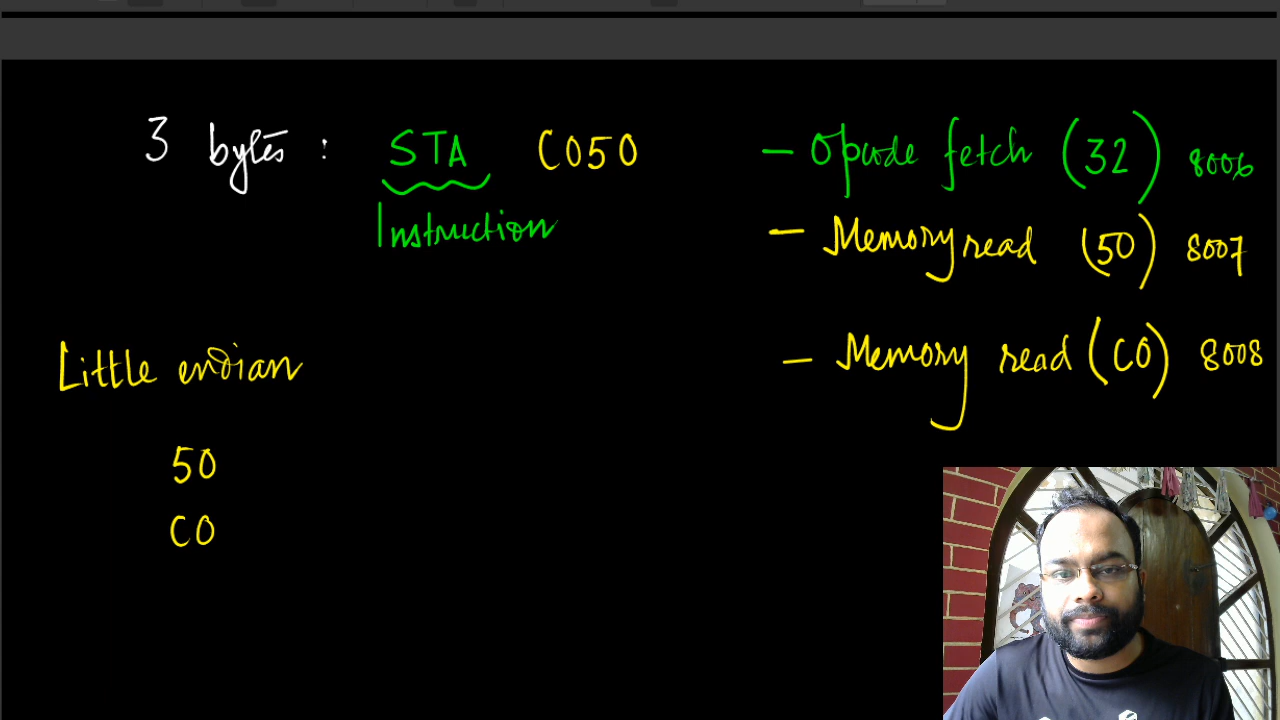 3 bytes : STA C050
Instruction
- Opcode fetch (32) 8006
- Memory read (50) 8007
- Memory read (C0) 8008
Little endian
50
C0